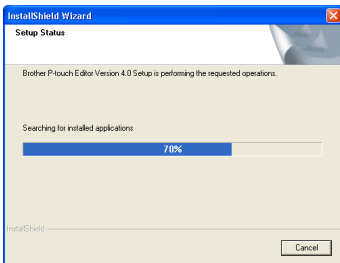 InstallShield Wizard
Setup Status
Brother P-touch Editor Version 4.0 Setup is performing the requested operations.
Searching for installed applications
70%
InstallShield
Cancel